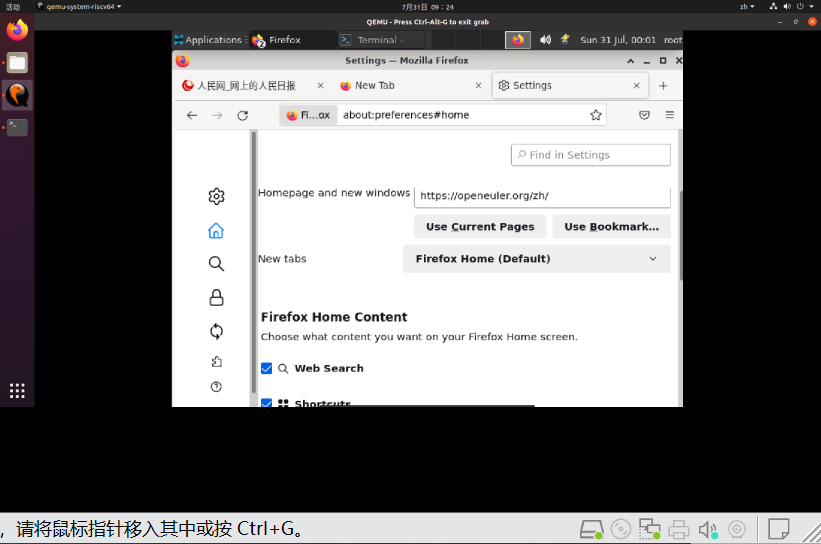 活动 qemu-system-riscv64 7月31日 09:24 zh
QEMU - Press Ctrl-Alt-G to exit grab
Applications Firefox Terminal - Sun 31 Jul, 00:01 root
Settings — Mozilla Firefox
人民网_网上的人民日报 New Tab Settings
Fi...ox about:preferences#home
Find in Settings
Homepage and new windows https://openeuler.org/zh/
Use Current Pages Use Bookmark...
New tabs Firefox Home (Default)
Firefox Home Content
Choose what content you want on your Firefox Home screen.
Web Search
Shortcuts
，请将鼠标指针移入其中或按 Ctrl+G。